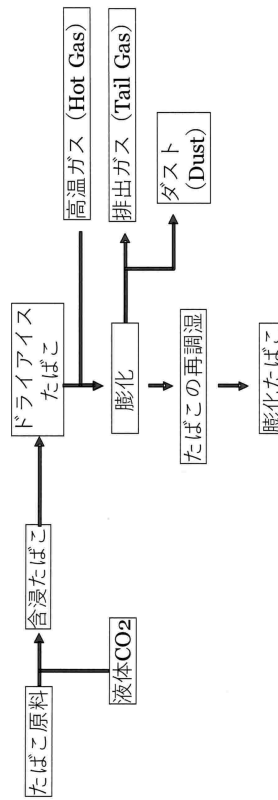 たばこ原料
液体CO2
含浸たばこ
ドライアイス
たばこ
高温ガス (Hot Gas)
膨化
排出ガス (Tail Gas)
ダスト
(Dust)
たばこの再調湿
膨化たばこ